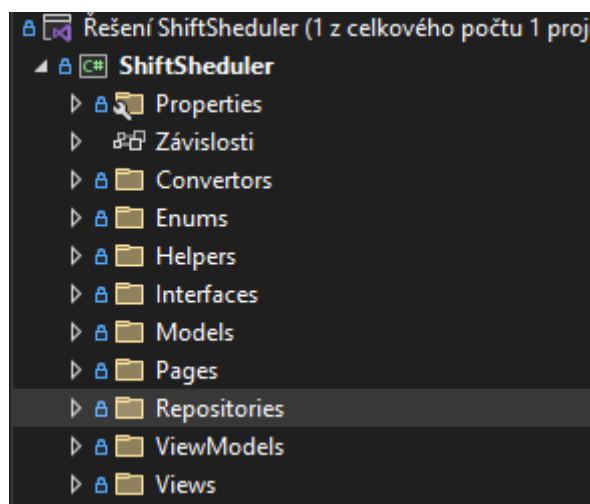 Řešení ShiftSheduler (1 z celkového počtu 1 proj
C# ShiftSheduler
Properties
Závislosti
Convertors
Enums
Helpers
Interfaces
Models
Pages
Repositories
ViewModels
Views